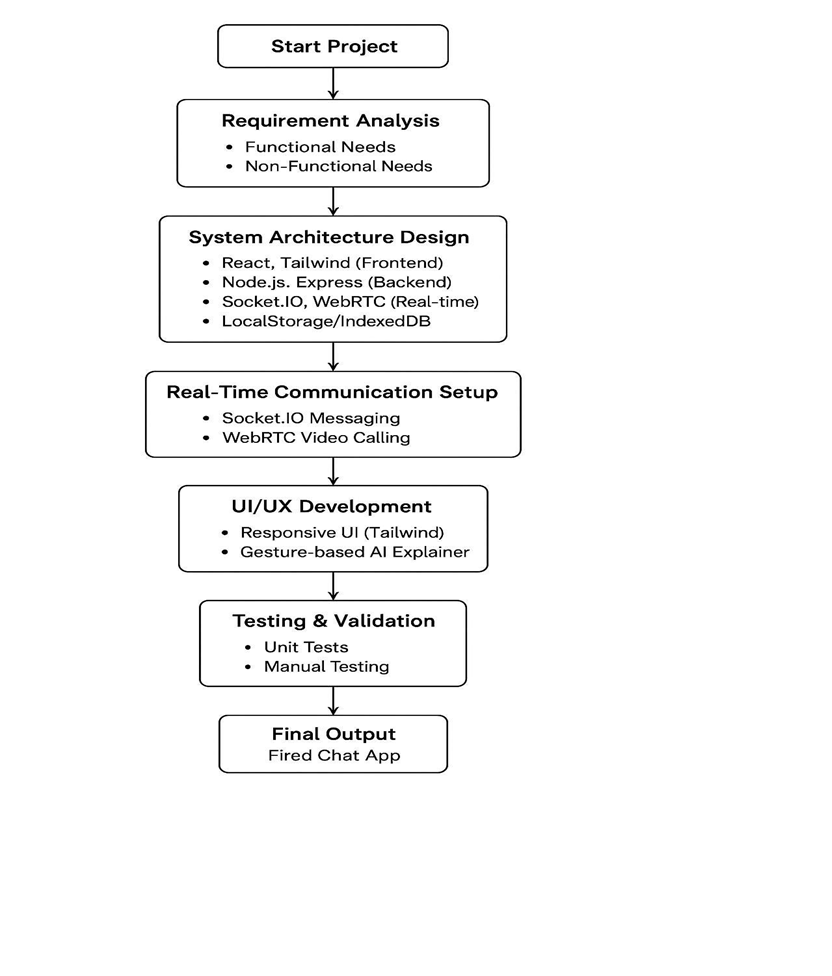 Start Project
Requirement Analysis
• Functional Needs
• Non-Functional Needs
System Architecture Design
• React, Tailwind (Frontend)
• Node.js. Express (Backend)
• Socket.IO, WebRTC (Real-time)
• LocalStorage/IndexedDB
Real-Time Communication Setup
• Socket.IO Messaging
• WebRTC Video Calling
UI/UX Development
• Responsive UI (Tailwind)
• Gesture-based AI Explainer
Testing & Validation
• Unit Tests
• Manual Testing
Final Output
Fired Chat App